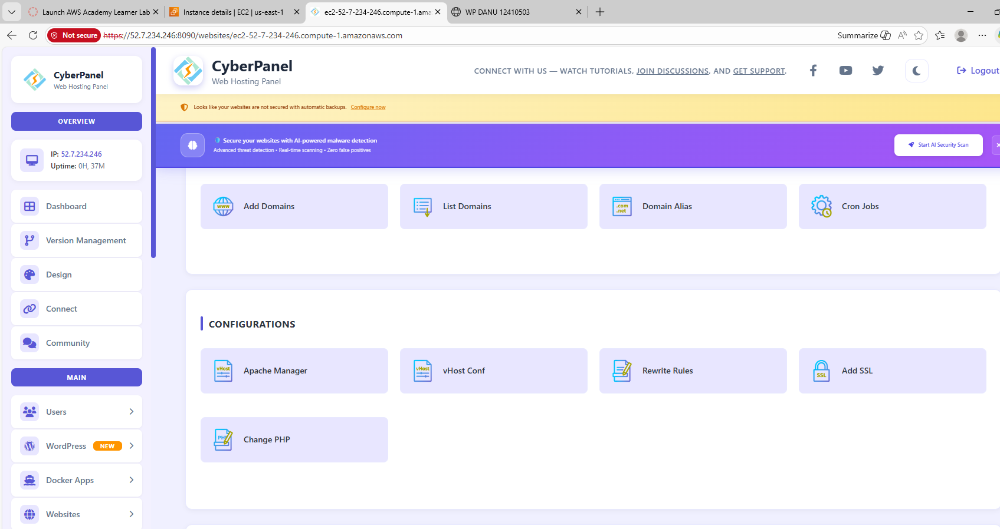 Launch AWS Academy Learner Lab
Instance details | EC2 | us-east-1
ec2-52-7-234-246.compute-1.ama
WP DANU 12410503
Not secure https://52.7.234.246:8090/websites/ec2-52-7-234-246.compute-1.amazonaws.com
Summarize
CyberPanel
Web Hosting Panel
OVERVIEW
IP: 52.7.234.246
Uptime: 0H, 37M
Dashboard
Version Management
Design
Connect
Community
MAIN
Users
WordPress NEW
Docker Apps
Websites
CyberPanel
Web Hosting Panel
CONNECT WITH US — WATCH TUTORIALS, JOIN DISCUSSIONS, AND GET SUPPORT.
Logout
Looks like your websites are not secured with automatic backups. Configure now
Secure your websites with AI-powered malware detection
Advanced threat detection • Real-time scanning • Zero false positives
Start AI Security Scan
www
Add Domains
List Domains
.com
.net
Domain Alias
Cron Jobs
CONFIGURATIONS
vHost
Apache Manager
vHost
vHost Conf
Rewrite Rules
SSL
Add SSL
PHP
Change PHP